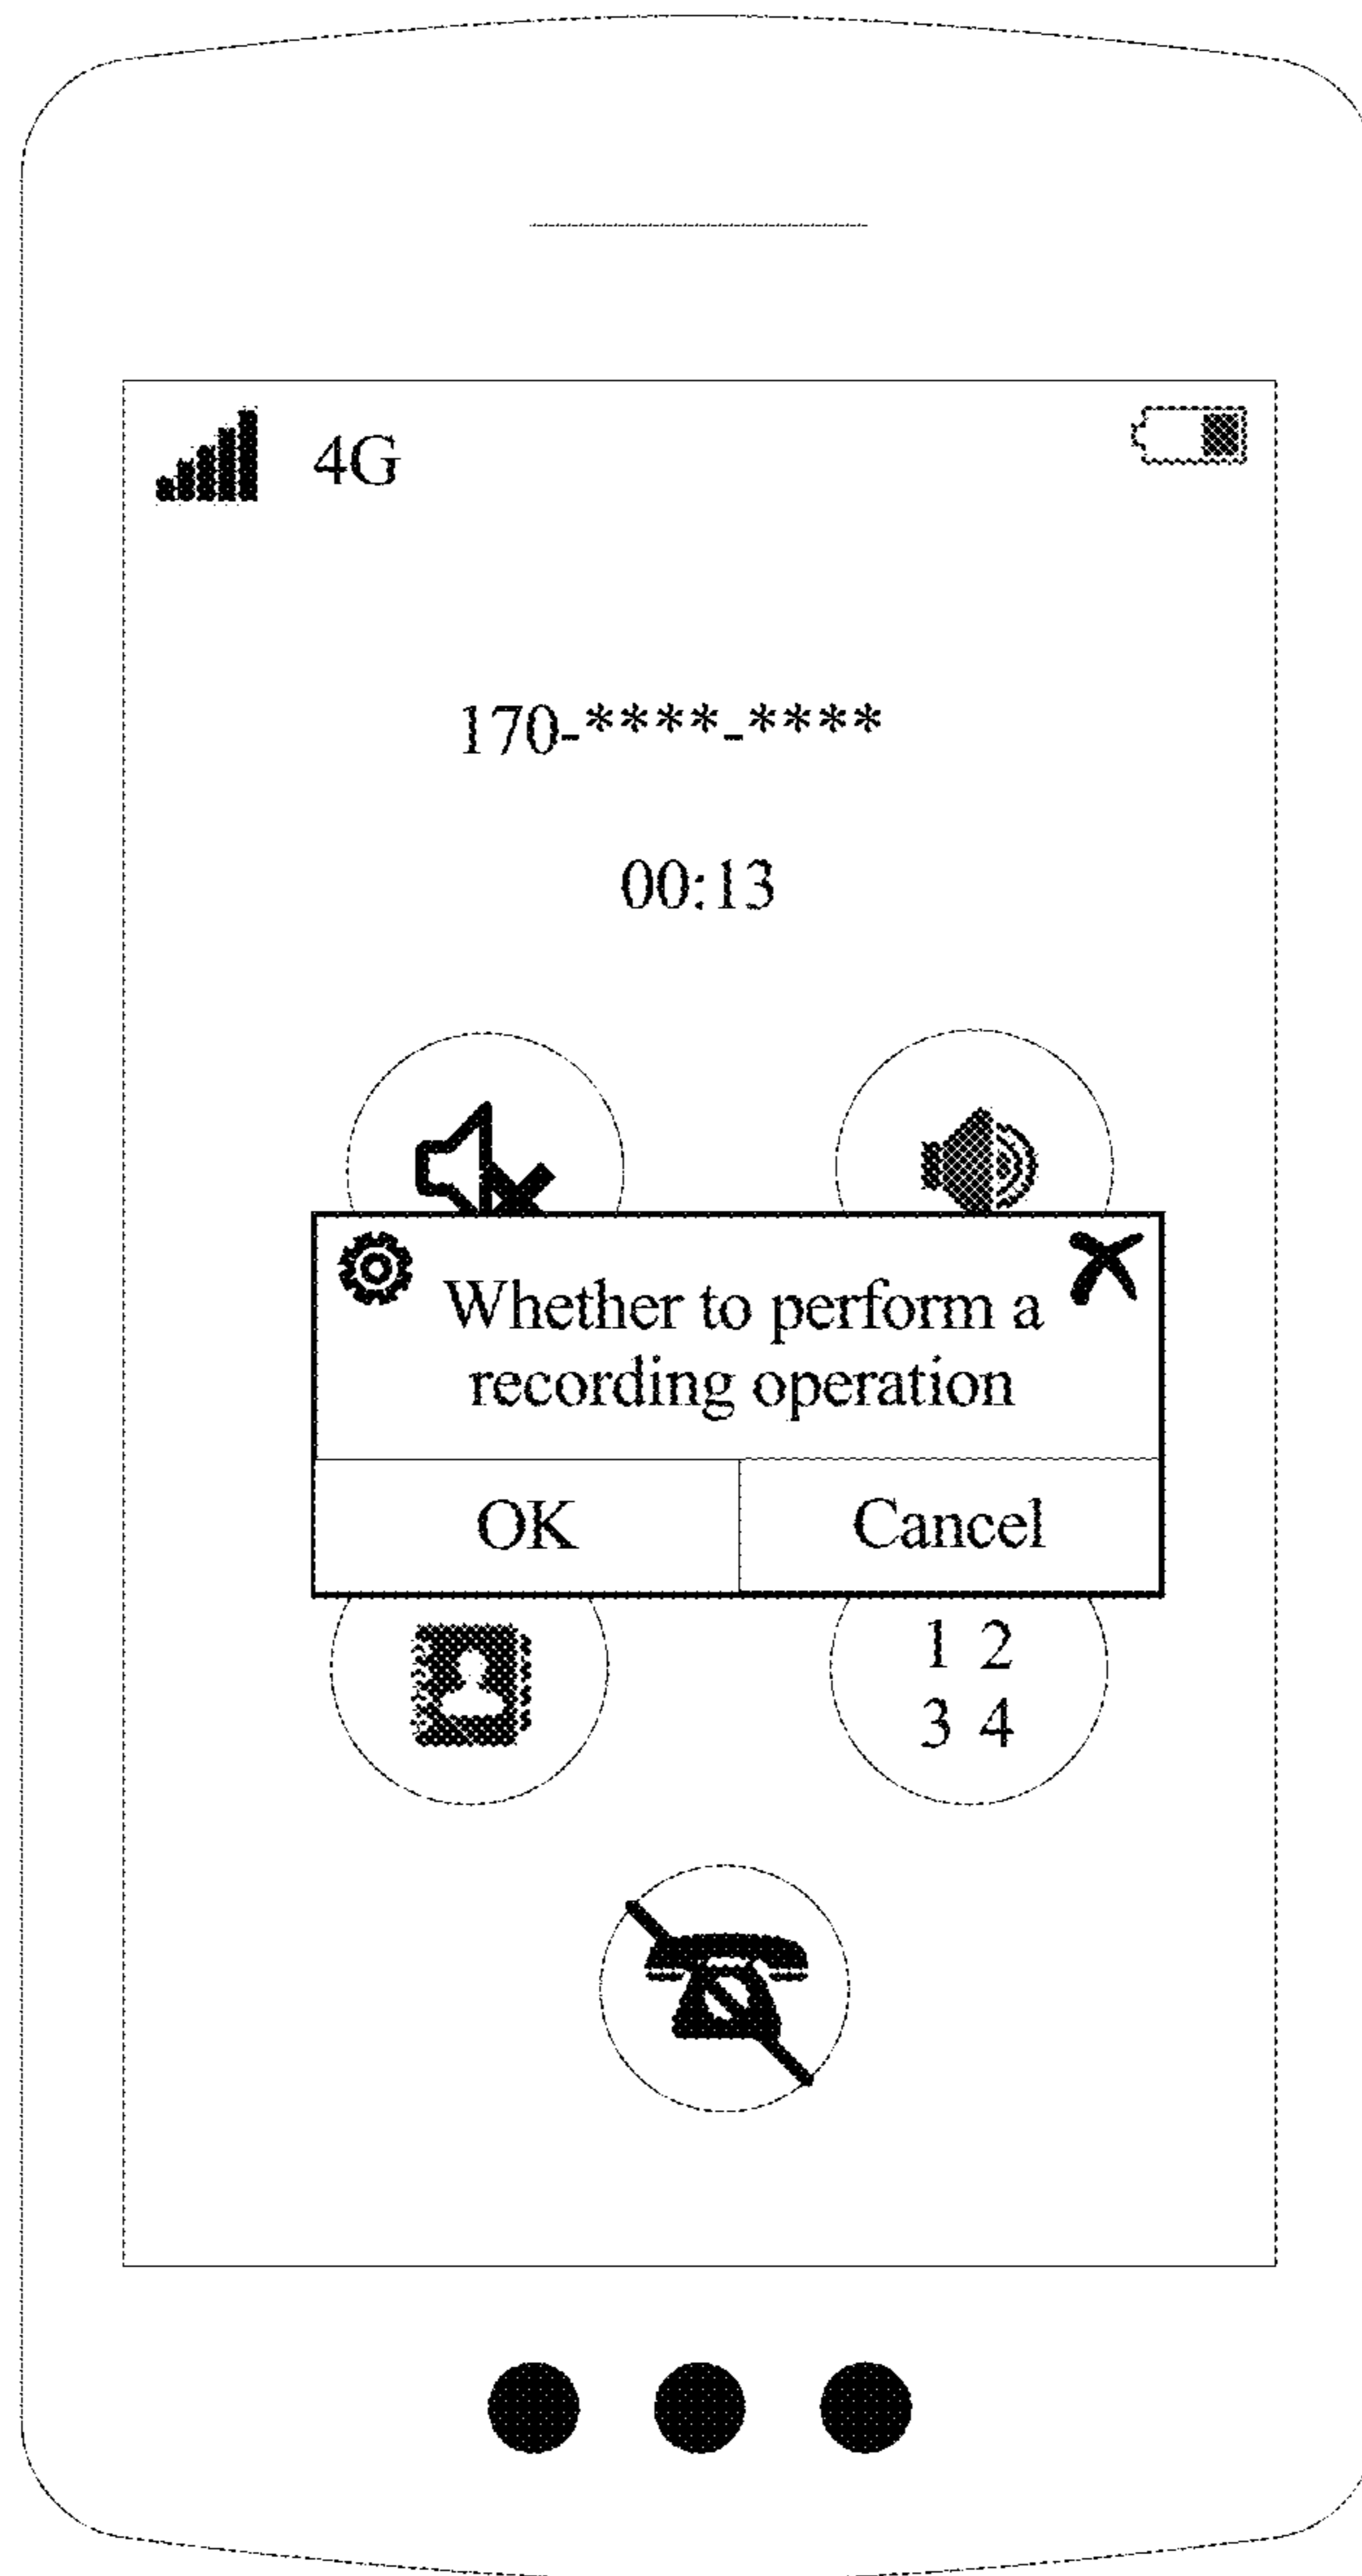 4G
170-****-****
00:13
Whether to perform a
recording operation
OK
Cancel
1 2
3 4